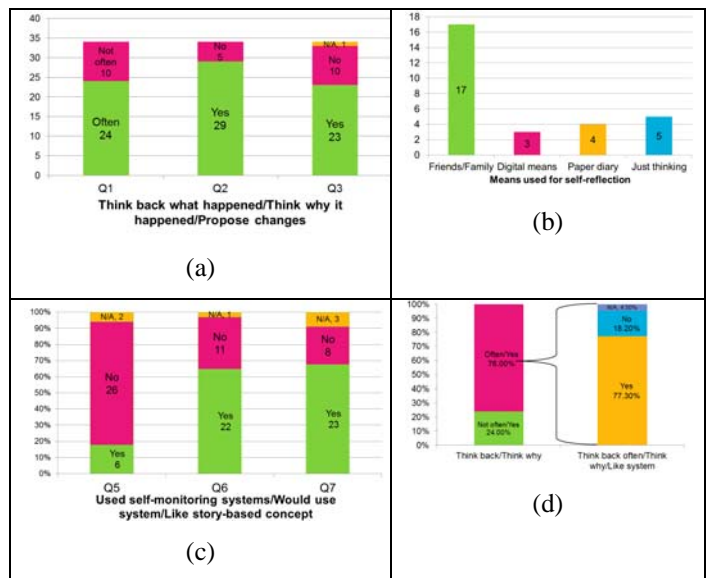 40
35
30
25
20
15
10
5
0
Not
often
10
Often
24
No
5
Yes
29
N/A, 1
No
10
Yes
23
Q1 Q2 Q3
Think back what happened/Think why it
happened/Propose changes
(a)
18
16
14
12
10
8
6
4
2
0
17
3
4
5
Friends/Family Digital means Paper diary Just thinking
Means used for self-reflection
(b)
100%
90%
80%
70%
60%
50%
40%
30%
20%
10%
0%
N/A, 2
No
26
Yes
6
N/A, 1
No
11
Yes
22
N/A, 3
No
8
Yes
23
Q5 Q6 Q7
Used self-monitoring systems/Would use
system/Like story-based concept
(c)
100%
90%
80%
70%
60%
50%
40%
30%
20%
10%
0%
Often/Yes
76.00%
Not often/Yes
24.00%
No
18.20%
Yes
77.30%
Think back/Think why
Think back often/Think
why/Like system
(d)